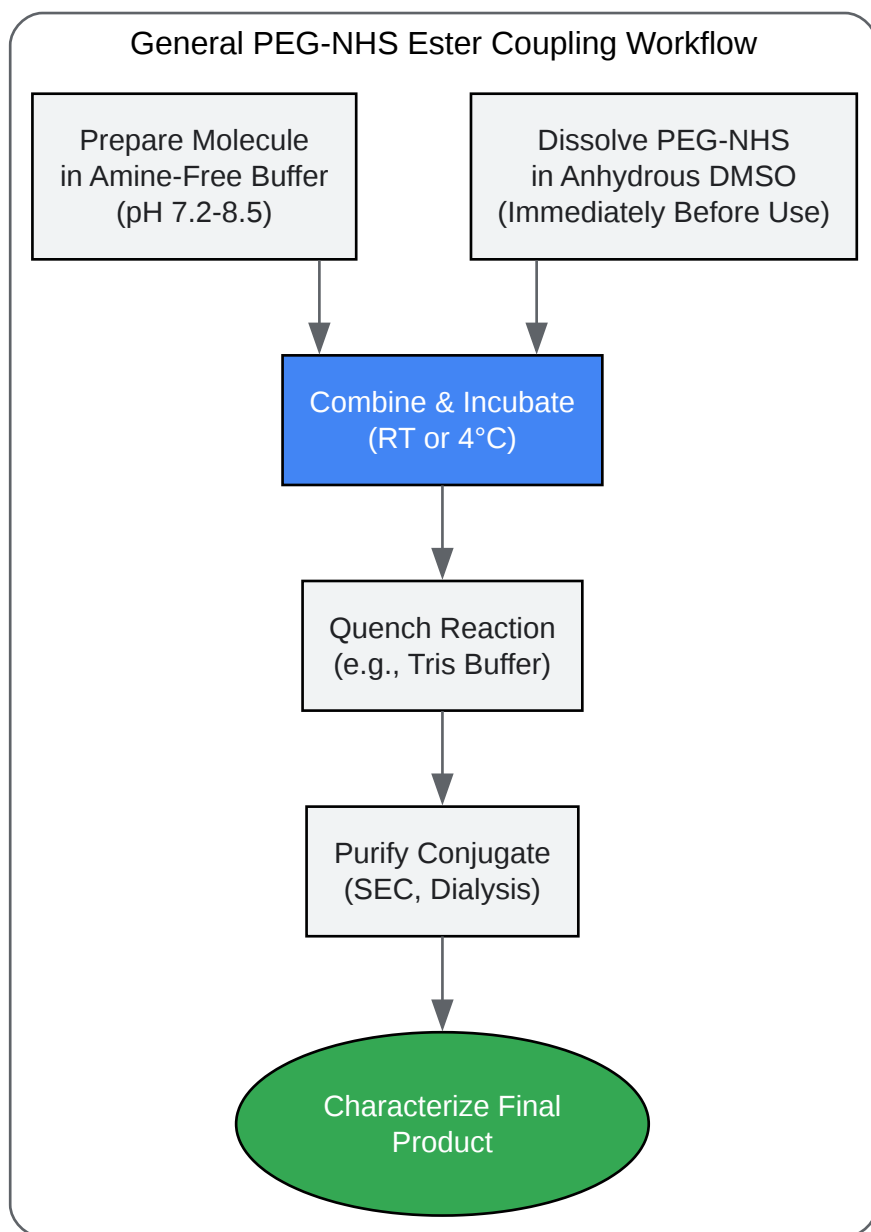 General PEG-NHS Ester Coupling Workflow
Prepare Molecule
in Amine-Free Buffer
(pH 7.2-8.5)
Dissolve PEG-NHS
in Anhydrous DMSO
(Immediately Before Use)
Combine & Incubate
(RT or 4°C)
Quench Reaction
(e.g., Tris Buffer)
Purify Conjugate
(SEC, Dialysis)
Characterize Final
Product